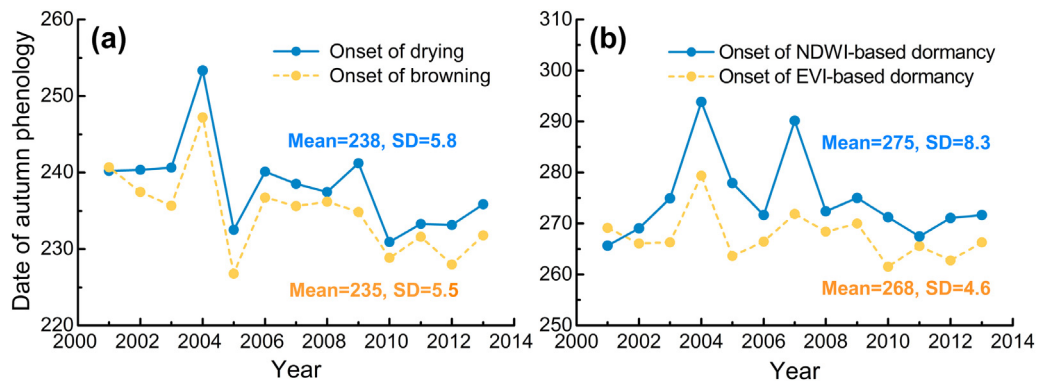 (a)
Onset of drying
Onset of browning
Mean=238, SD=5.8
Mean=235, SD=5.5
Date of autumn phenology
260
250
240
230
220
2000 2002 2004 2006 2008 2010 2012 2014
Year
(b)
Onset of NDWI-based dormancy
Onset of EVI-based dormancy
Mean=275, SD=8.3
Mean=268, SD=4.6
310
300
290
280
270
260
250
2000 2002 2004 2006 2008 2010 2012 2014
Year